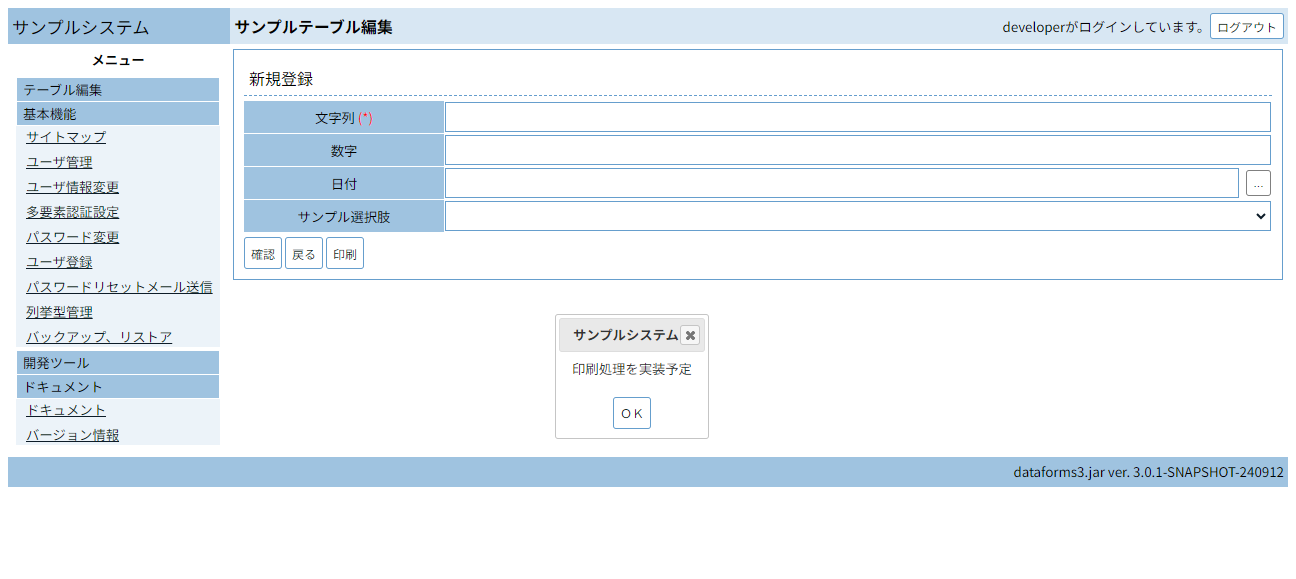 サンプルシステム
サンプルテーブル編集
developerがログインしています。 ログアウト
メニュー
テーブル編集
基本機能
サイトマップ
ユーザ管理
ユーザ情報変更
多要素認証設定
パスワード変更
ユーザ登録
パスワードリセットメール送信
列挙型管理
バックアップ、リストア
開発ツール
ドキュメント
ドキュメント
バージョン情報
新規登録
文字列 (*)
数字
日付
...
サンプル選択肢
確認 戻る 印刷
サンプルシステム
印刷処理を実装予定
ＯＫ
dataforms3.jar ver. 3.0.1-SNAPSHOT-240912